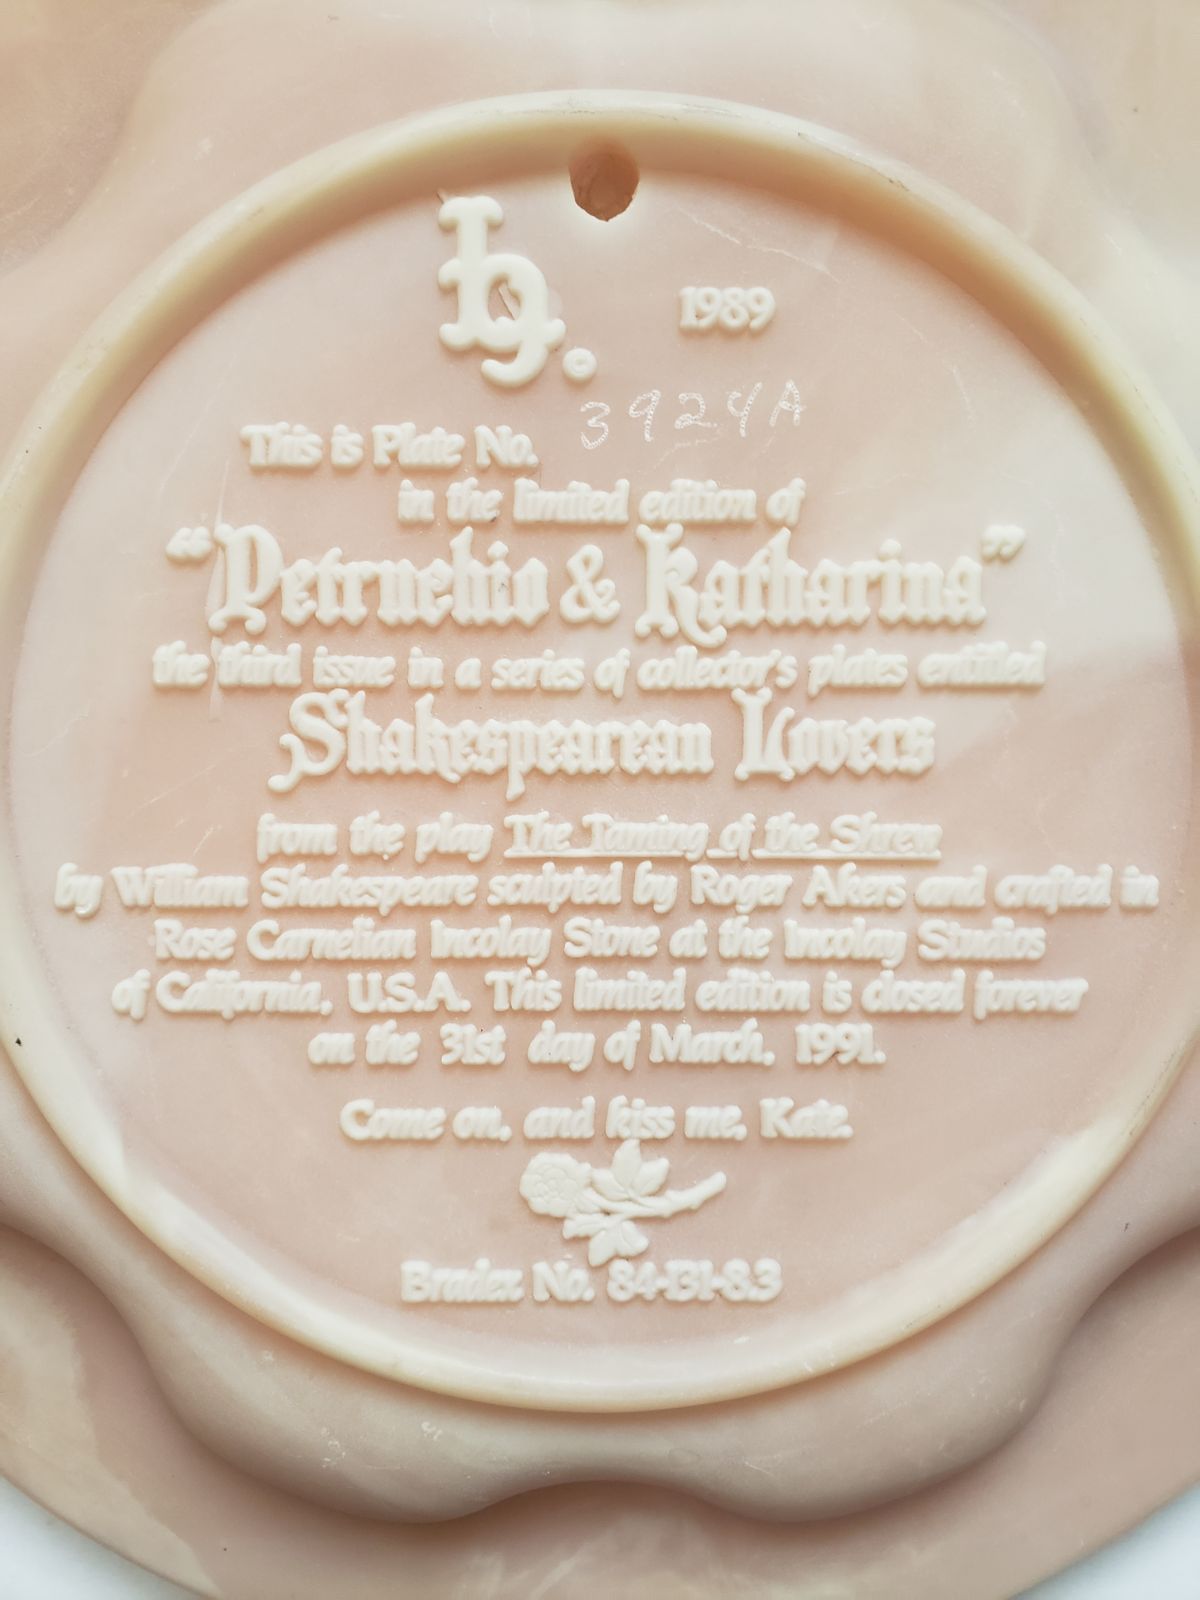 1989
This is Plate No. 3924A
in the limited edition of
"Petruchio & Katharina"
the third issue in a series of collector's plates entitled
Shakespearean Lovers
from the play The Taming of the Shrew
by William Shakespeare sculpted by Roger Akers and crafted in
Rose Carnelian Incolay Stone at the Incolay Studios
of California, U.S.A. This limited edition is closed forever
on the 31st day of March, 1991.
Come on, and kiss me, Kate.
Bradex No. 84-I31-8.3